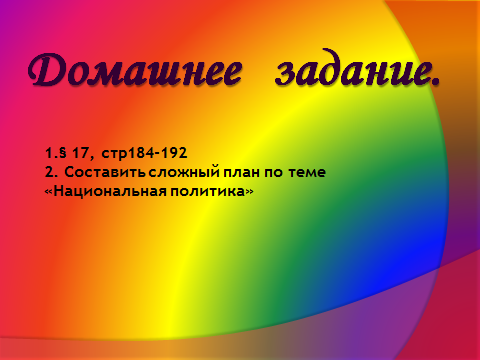 Домашнее задание.
1.§ 17, стр184-192
2. Составить сложный план по теме
«Национальная политика»